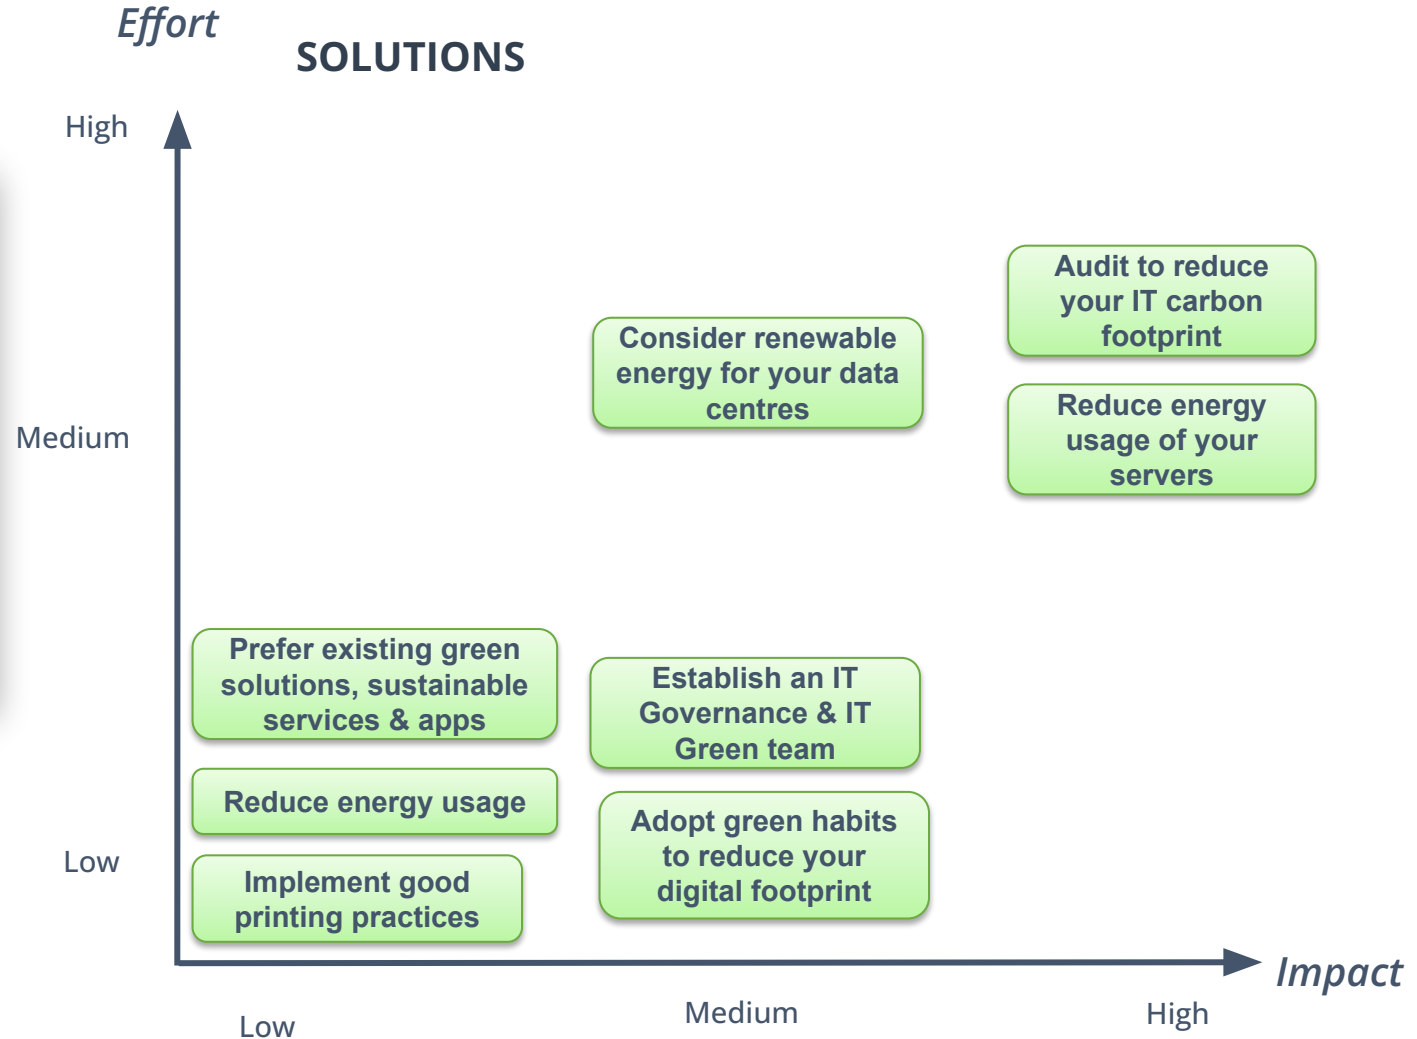 Effort
SOLUTIONS
High
Audit to reduce
your IT carbon
footprint
Consider renewable
energy for your data
centres
Reduce energy
usage of your
servers
Medium
Prefer existing green
solutions, sustainable
services & apps
Establish an IT
Governance & IT
Green team
Reduce energy usage
Adopt green habits
to reduce your
digital footprint
Low
Implement good
printing practices
Impact
Low
Medium
High